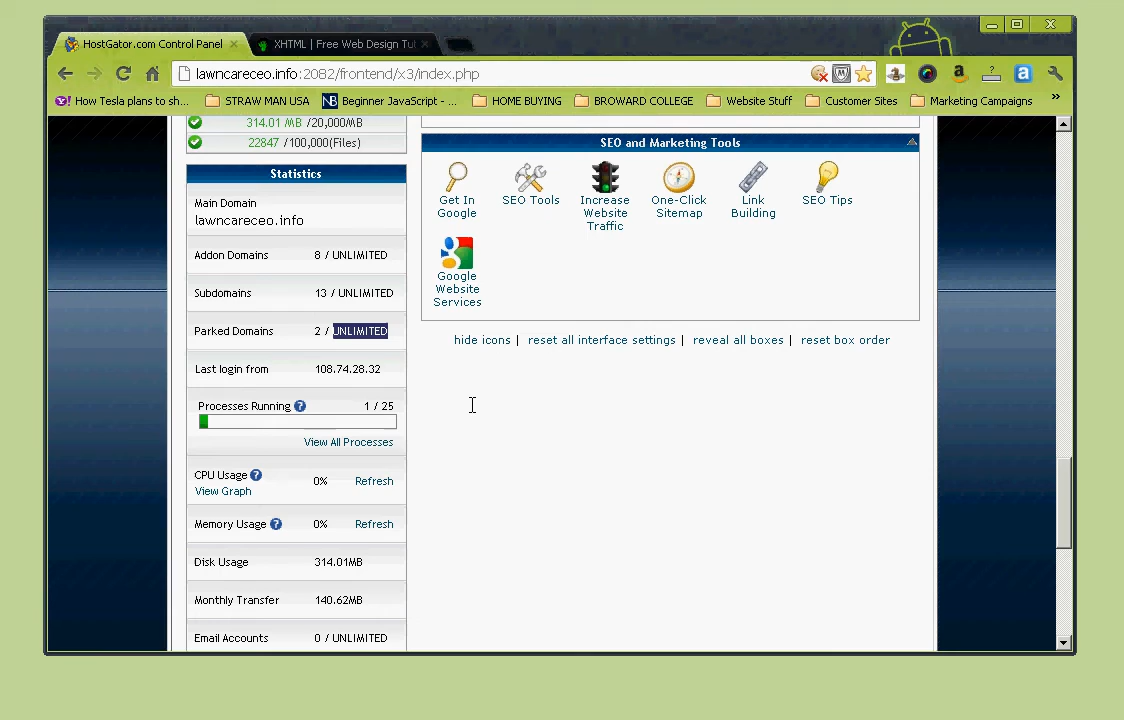 HostGator.com Control Panel
XHTML | Free Web Design Tut
lawncareceo.info:2082/frontend/x3/index.php
How Tesla plans to sh...
STRAW MAN USA
Beginner JavaScript - ...
HOME BUYING
BROWARD COLLEGE
Website Stuff
Customer Sites
Marketing Campaigns
»
314.01 MB /20,000MB
22847 /100,000(Files)
Statistics
Main Domain
lawncareceo.info
Addon Domains 8 / UNLIMITED
Subdomains 13 / UNLIMITED
Parked Domains 2 / UNLIMITED
Last login from 108.74.28.32
Processes Running 1 / 25
View All Processes
CPU Usage 0% Refresh
View Graph
Memory Usage 0% Refresh
Disk Usage 314.01MB
Monthly Transfer 140.62MB
Email Accounts 0 / UNLIMITED
SEO and Marketing Tools
Get In
Google
SEO Tools
Increase
Website
Traffic
One-Click
Sitemap
Link
Building
SEO Tips
Google
Website
Services
hide icons | reset all interface settings | reveal all boxes | reset box order